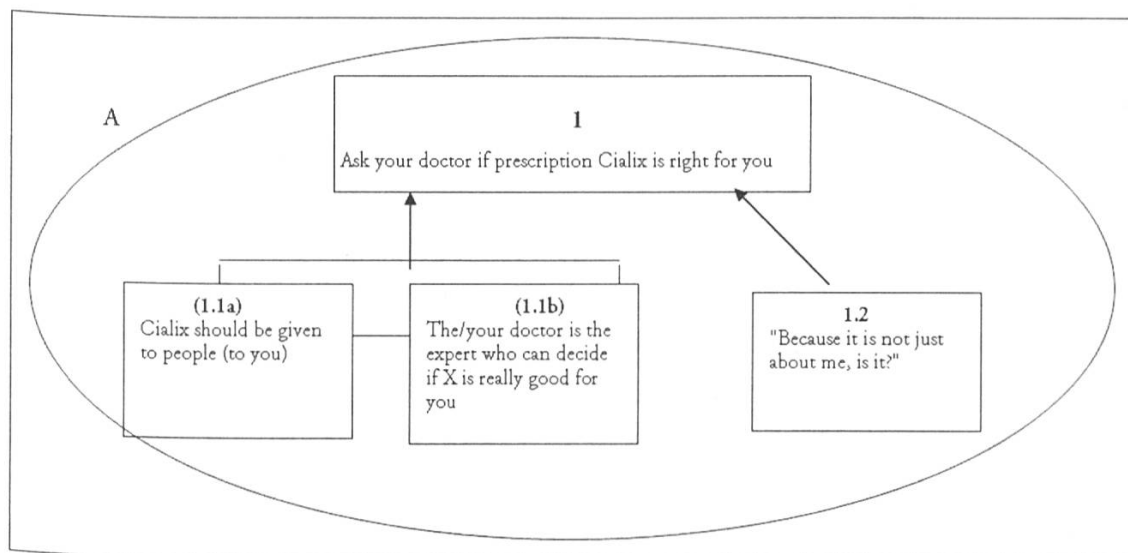 A
1
Ask your doctor if prescription Cialix is right for you
(1.1a)
Cialix should be given
to people (to you)
(1.1b)
The/your doctor is the
expert who can decide
if X is really good for
you
1.2
"Because it is not just
about me, is it?"